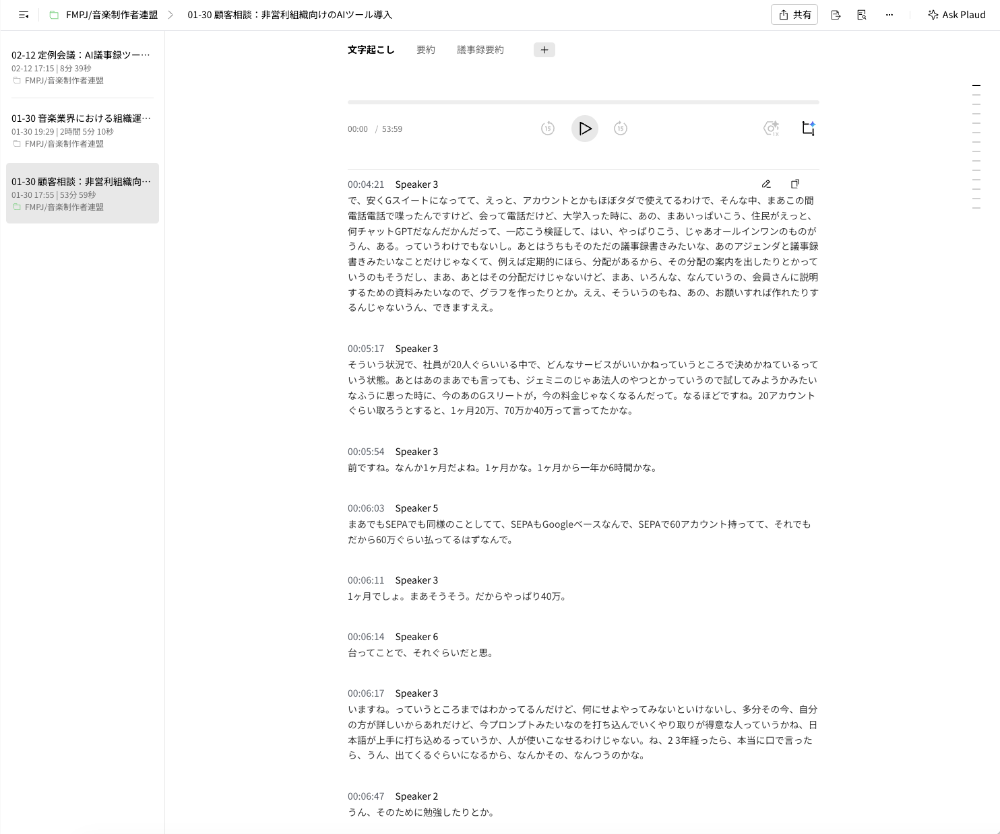 FMPJ/音楽制作者連盟
01-30 顧客相談：非営利組織向けのAIツール導入
共有
Ask Plaud
02-12 定例会議：AI議事録ツー…
02-12 17:15 | 8分 39秒
FMPJ/音楽制作者連盟
01-30 音楽業界における組織運…
01-30 19:29 | 2時間 5分 10秒
FMPJ/音楽制作者連盟
01-30 顧客相談：非営利組織向…
01-30 17:55 | 53分 59秒
FMPJ/音楽制作者連盟
文字起こし
要約
議事録要約
00:00 / 53:59
15
15
1X
00:04:21 Speaker 3
で、安くGスイートになってて、えっと、アカウントとかもほぼタダで使えてるわけで、そんな中、まあこの間
電話電話で喋ったんですけど、会って電話だけど、大学入った時に、あの、まあいっぱいこう、住民がえっと、
何チャットGPTだなんだかんだって、一応こう検証して、はい、やっぱりこう、じゃあオールインワンのものが
うん、ある。っていうわけでもないし。あとはうちもそのただの議事録書きみたいな、あのアジェンダと議事録
書きみたいなことだけじゃなくて、例えば定期的にほら、分配があるから、その分配の案内を出したりとかって
いうのもそうだし、まあ、あとはその分配だけじゃないけど、まあ、いろんな、なんていうの、会員さんに説明
するための資料みたいなので、グラフを作ったりとか。ええ、そういうのもね、あの、お願いすれば作れたりす
るんじゃないうん、できますええ。
00:05:17 Speaker 3
そういう状況で、社員が20人ぐらいいる中で、どんなサービスがいいかねっていうところで決めかねているって
いう状態。あとはあのまあでも言っても、ジェミニのじゃあ法人のやつとかっていうので試してみようかみたい
なふうに思った時に、今のあのGスリートが，今の料金じゃなくなるんだって。なるほどですね。20アカウント
ぐらい取ろうとすると、1ヶ月20万、70万か40万って言ってたかな。
00:05:54 Speaker 3
前ですね。なんか1ヶ月だよね。1ヶ月かな。1ヶ月から一年か6時間かな。
00:06:03 Speaker 5
まあでもSEPAでも同様のことしてて、SEPAもGoogleベースなんで、SEPAで60アカウント持ってて、それでも
だから60万ぐらい払ってるはずなんで。
00:06:11 Speaker 3
1ヶ月でしょ。まあそうそう。だからやっぱり40万。
00:06:14 Speaker 6
台ってことで、それぐらいだと思。
00:06:17 Speaker 3
いますね。っていうところまではわかってるんだけど、何にせよやってみないといけないし、多分その今、自分
の方が詳しいからあれだけど、今プロンプトみたいなのを打ち込んでいくやり取りが得意な人っていうかね、日
本語が上手に打ち込めるっていうか、人が使いこなせるわけじゃない。ね、2 3年経ったら、本当に口で言った
ら、うん、出てくるぐらいになるから、なんかその、なんつうのかな。
00:06:47 Speaker 2
うん、そのために勉強したりとか。